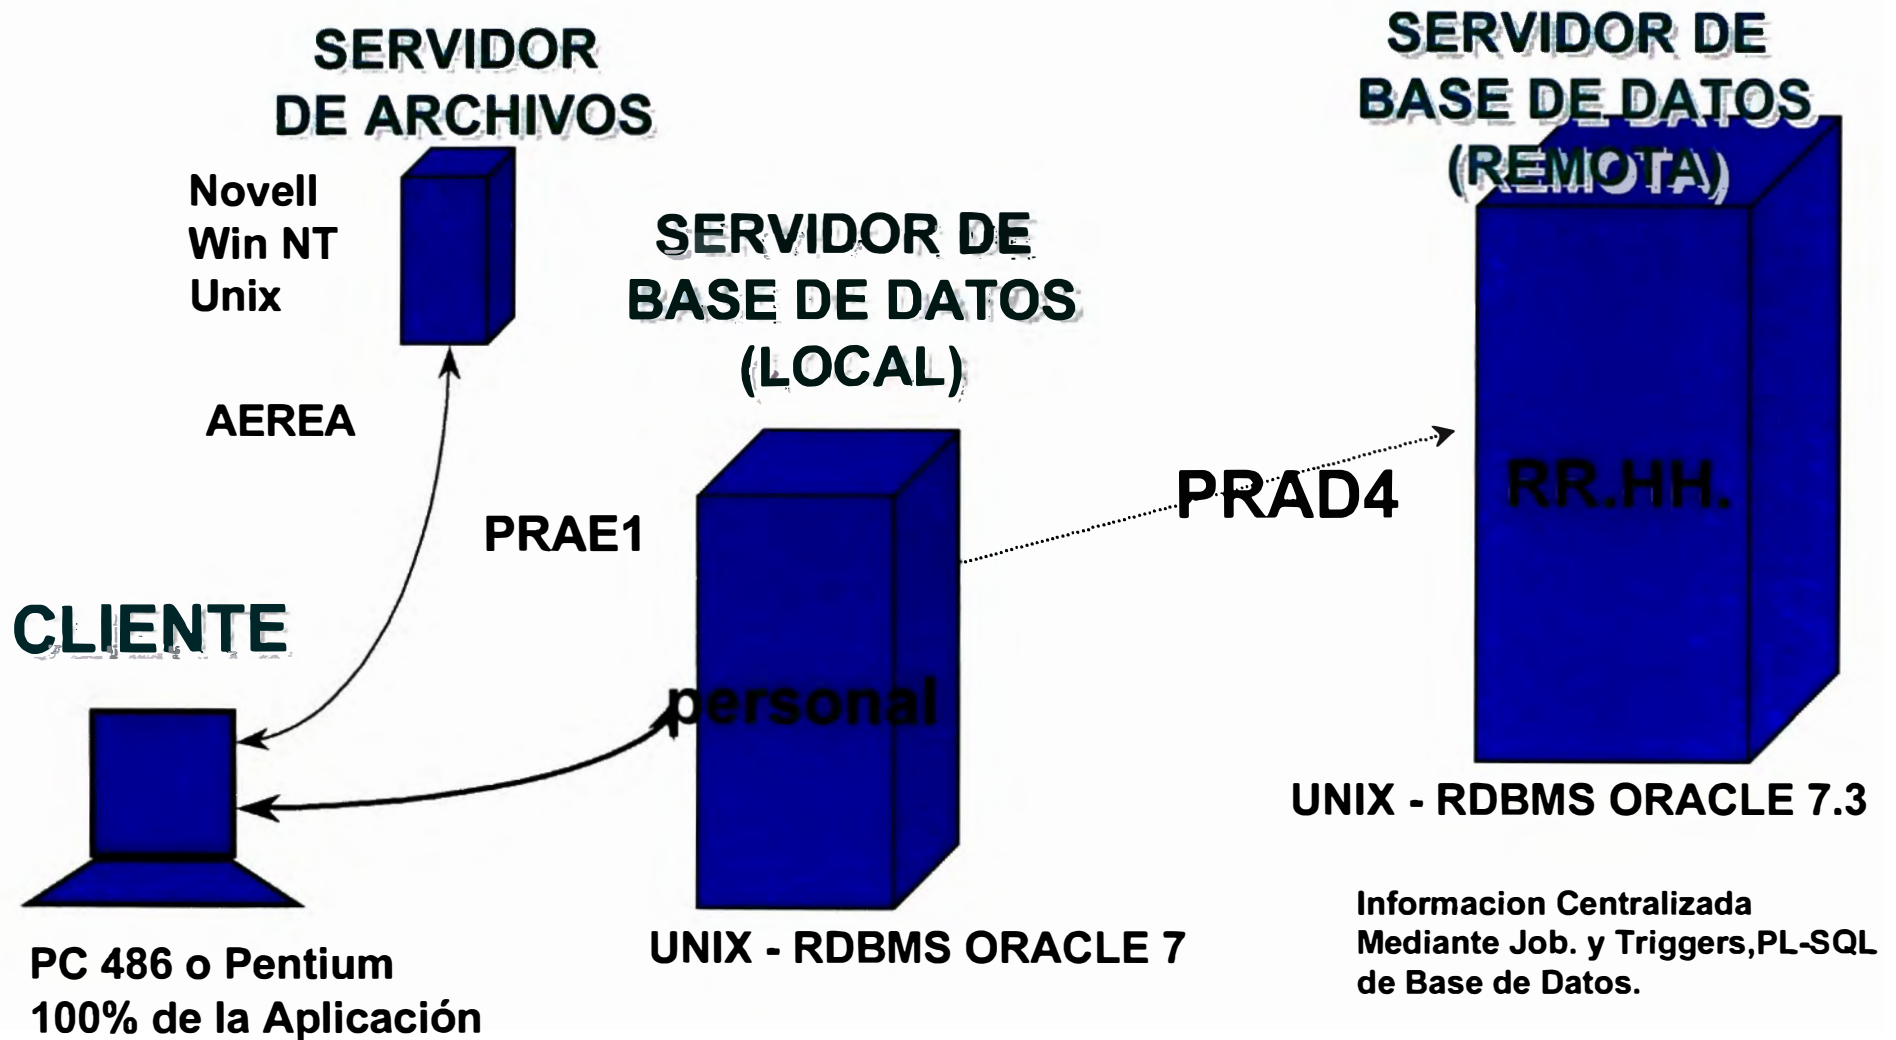 SERVIDOR
DE ARCHIVOS
Novell
Win NT
Unix
AEREA
SERVIDOR DE
BASE DE DATOS
(LOCAL)
PRAE1
personal
UNIX - RDBMS ORACLE 7
CLIENTE
PC 486 o Pentium
100% de la Aplicación
SERVIDOR DE
BASE DE DATOS
(REMOTA)
PRAD4
RR.HH.
UNIX - RDBMS ORACLE 7.3
Informacion Centralizada
Mediante Job. y Triggers,PL-SQL
de Base de Datos.